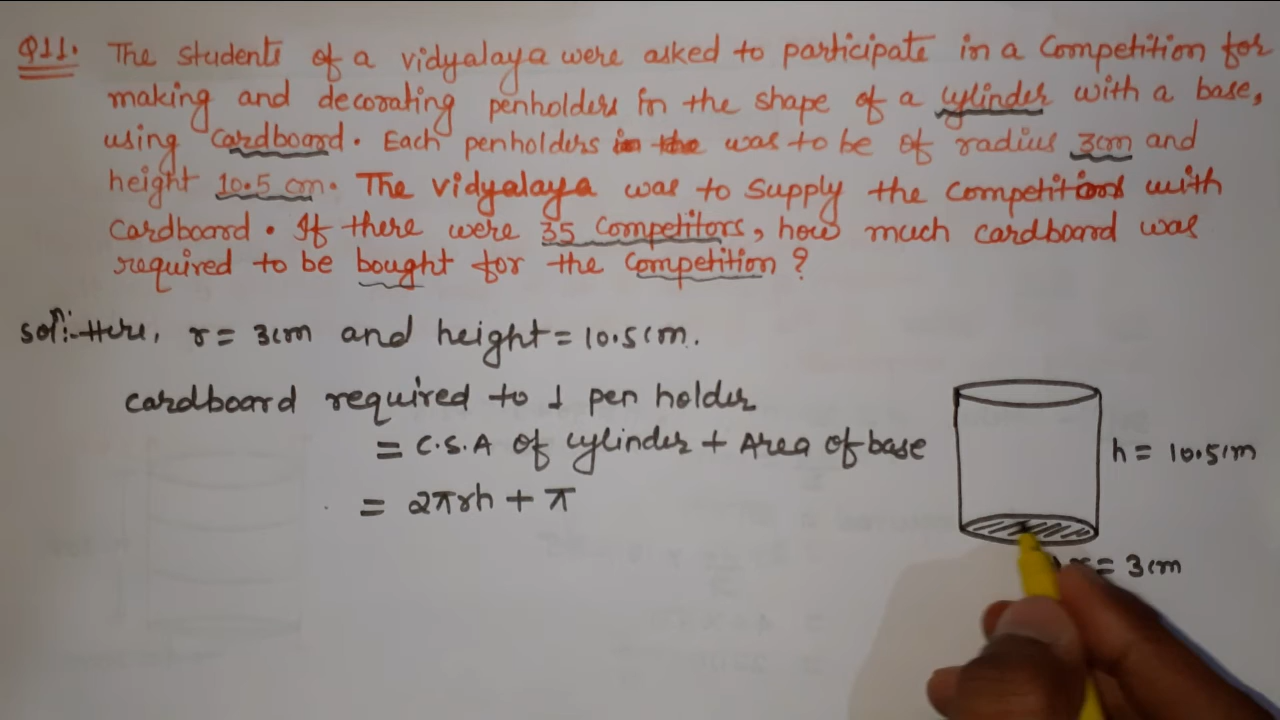 Q11. The students of a vidyalaya were asked to participate in a Competition for
making and decorating penholders in the shape of a cylinder with a base,
using Cardboard. Each penholders was to be of radius 3cm and
height 10.5 cm. The vidyalaya was to supply the competitors with
cardboard. If there were 35 Competitors, how much cardboard was
required to be bought for the Competition?
solⁿ:- Here, r = 3cm and height = 10.5cm.
cardboard required to 1 pen holder
= C.S.A of cylinder + Area of base
= 2πrh + π
h = 10.5cm
r = 3cm